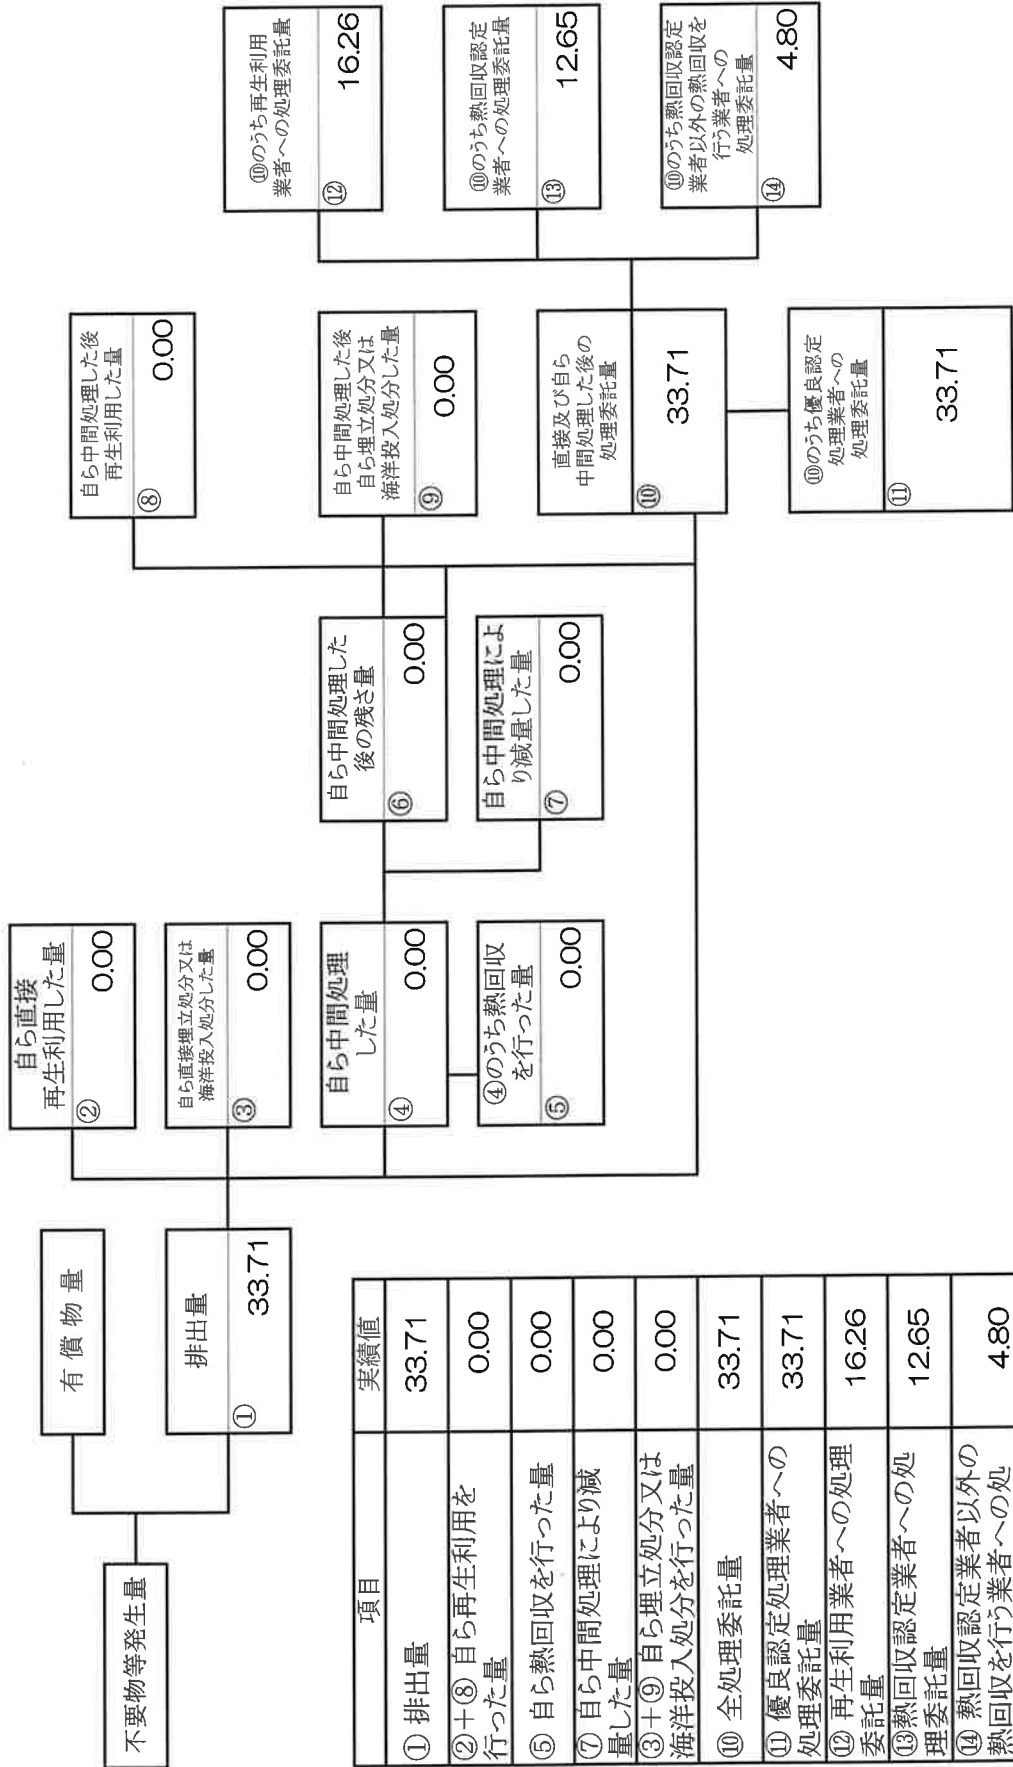 不要物等発生量
有償物量
排出量
① 33.71
自ら直接
再生利用した量
② 0.00
自ら直接埋立処分又は
海洋投入処分した量
③ 0.00
自ら中間処理
した量
④ 0.00
④のうち熱回収
を行った量
⑤ 0.00
自ら中間処理した
後の残さ量
⑥ 0.00
自ら中間処理によ
り減量した量
⑦ 0.00
自ら中間処理した後
再生利用した量
⑧ 0.00
自ら中間処理した後
自ら埋立処分又は
海洋投入処分した量
⑨ 0.00
直接及び自ら
中間処理した後の
処理委託量
⑩ 33.71
⑩のうち優良認定
処理業者への
処理委託量
⑪ 33.71
⑩のうち再生利用
業者への処理委託量
⑫ 16.26
⑩のうち熱回収認定
業者への処理委託量
⑬ 12.65
⑩のうち熱回収認定
業者以外の熱回収を
行う業者への
処理委託量
⑭ 4.80
項目 実績値
① 排出量 33.71
②+⑧ 自ら再生利用を
行った量 0.00
⑤ 自ら熱回収を行った量 0.00
⑦ 自ら中間処理により減
量した量 0.00
③+⑨ 自ら埋立処分又は
海洋投入処分を行った量 0.00
⑩ 全処理委託量 33.71
⑪ 優良認定処理業者への
処理委託量 33.71
⑫ 再生利用業者への処理
委託量 16.26
⑬熱回収認定業者への処
理委託量 12.65
⑭ 熱回収認定業者以外の
熱回収を行う業者への処 4.80